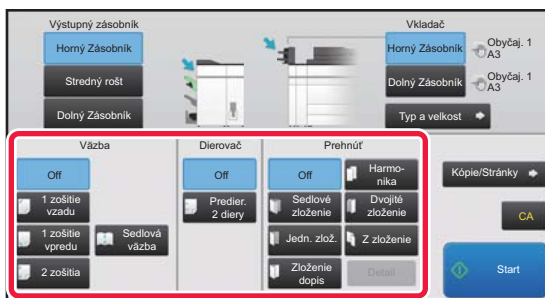 Výstupný zásobník
Vkladač
Horný Zásobník
Horný Zásobník
Obyčaj. 1
A3
Stredný rošt
Dolný Zásobník
Obyčaj. 1
A3
Dolný Zásobník
Typ a velkost
Väzba
Dierovač
Prehnúť
Off
Off
Off
Harmo-
nika
Kópie/Stránky
1 zošitie
vzadu
Predier.
2 diery
Sedlové
zloženie
Dvojité
zloženie
1 zošitie
vpredu
Sedlová
väzba
Jedn. zlož.
Z zloženie
CA
2 zošitia
Zloženie
dopis
Detail
Start